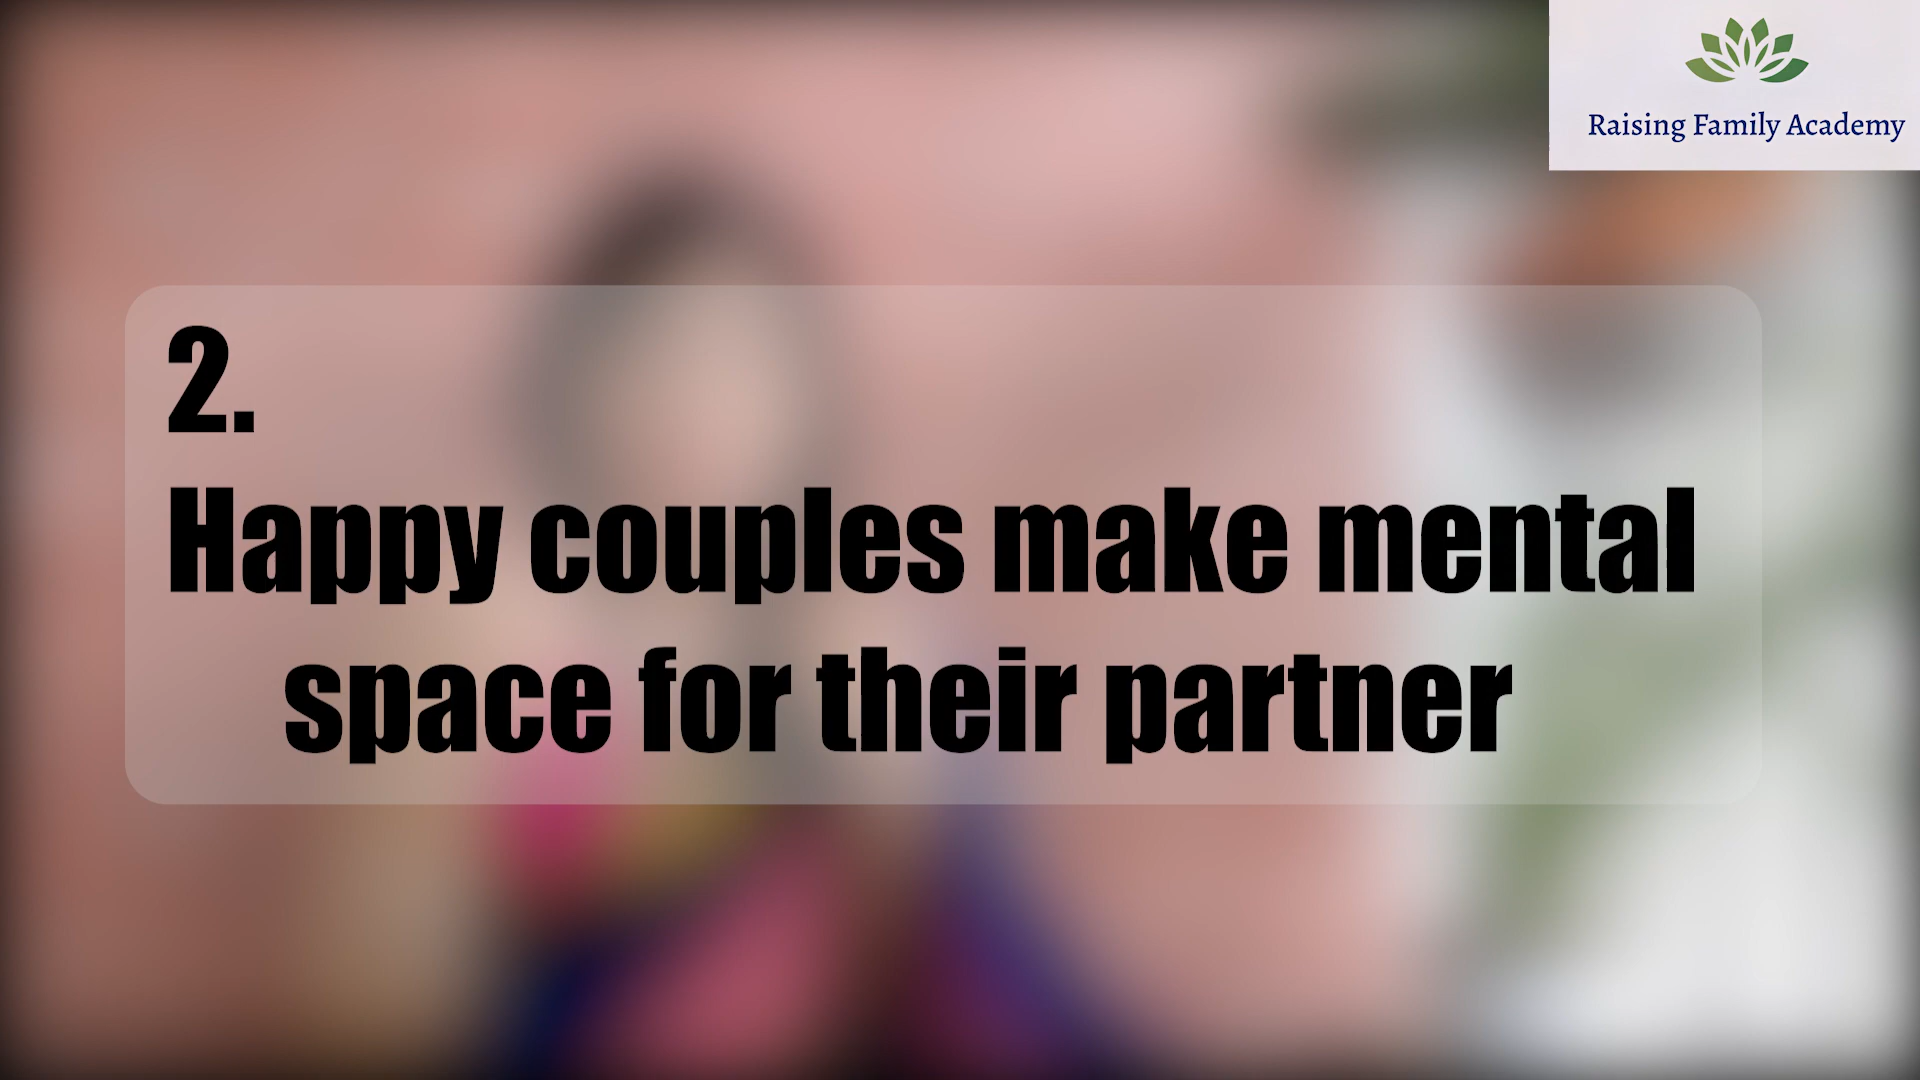 Raising Family Academy
2.
Happy couples make mental
space for their partner